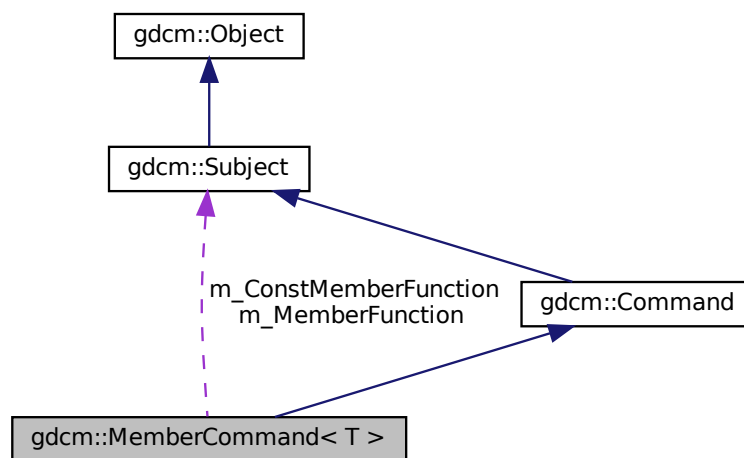 gdcm::Object
gdcm::Subject
m_ConstMemberFunction
m_MemberFunction
gdcm::Command
gdcm::MemberCommand< T >